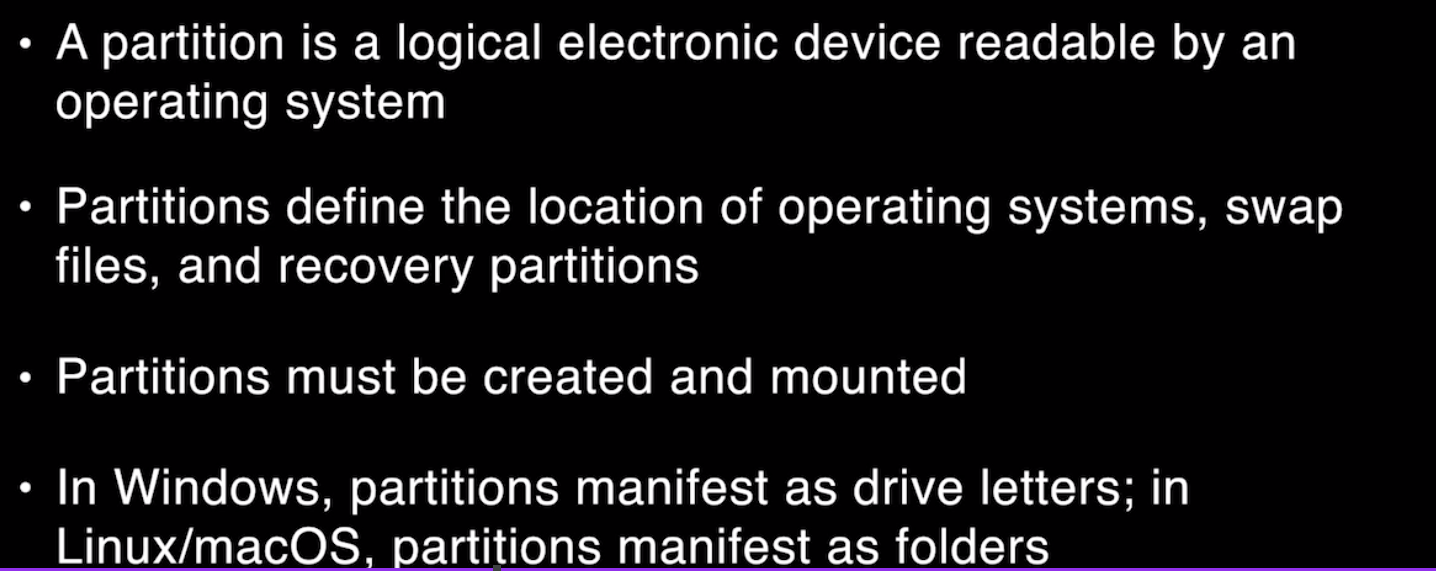 • A partition is a logical electronic device readable by an
operating system
• Partitions define the location of operating systems, swap
files, and recovery partitions
• Partitions must be created and mounted
• In Windows, partitions manifest as drive letters; in
Linux/macOS, partitions manifest as folders